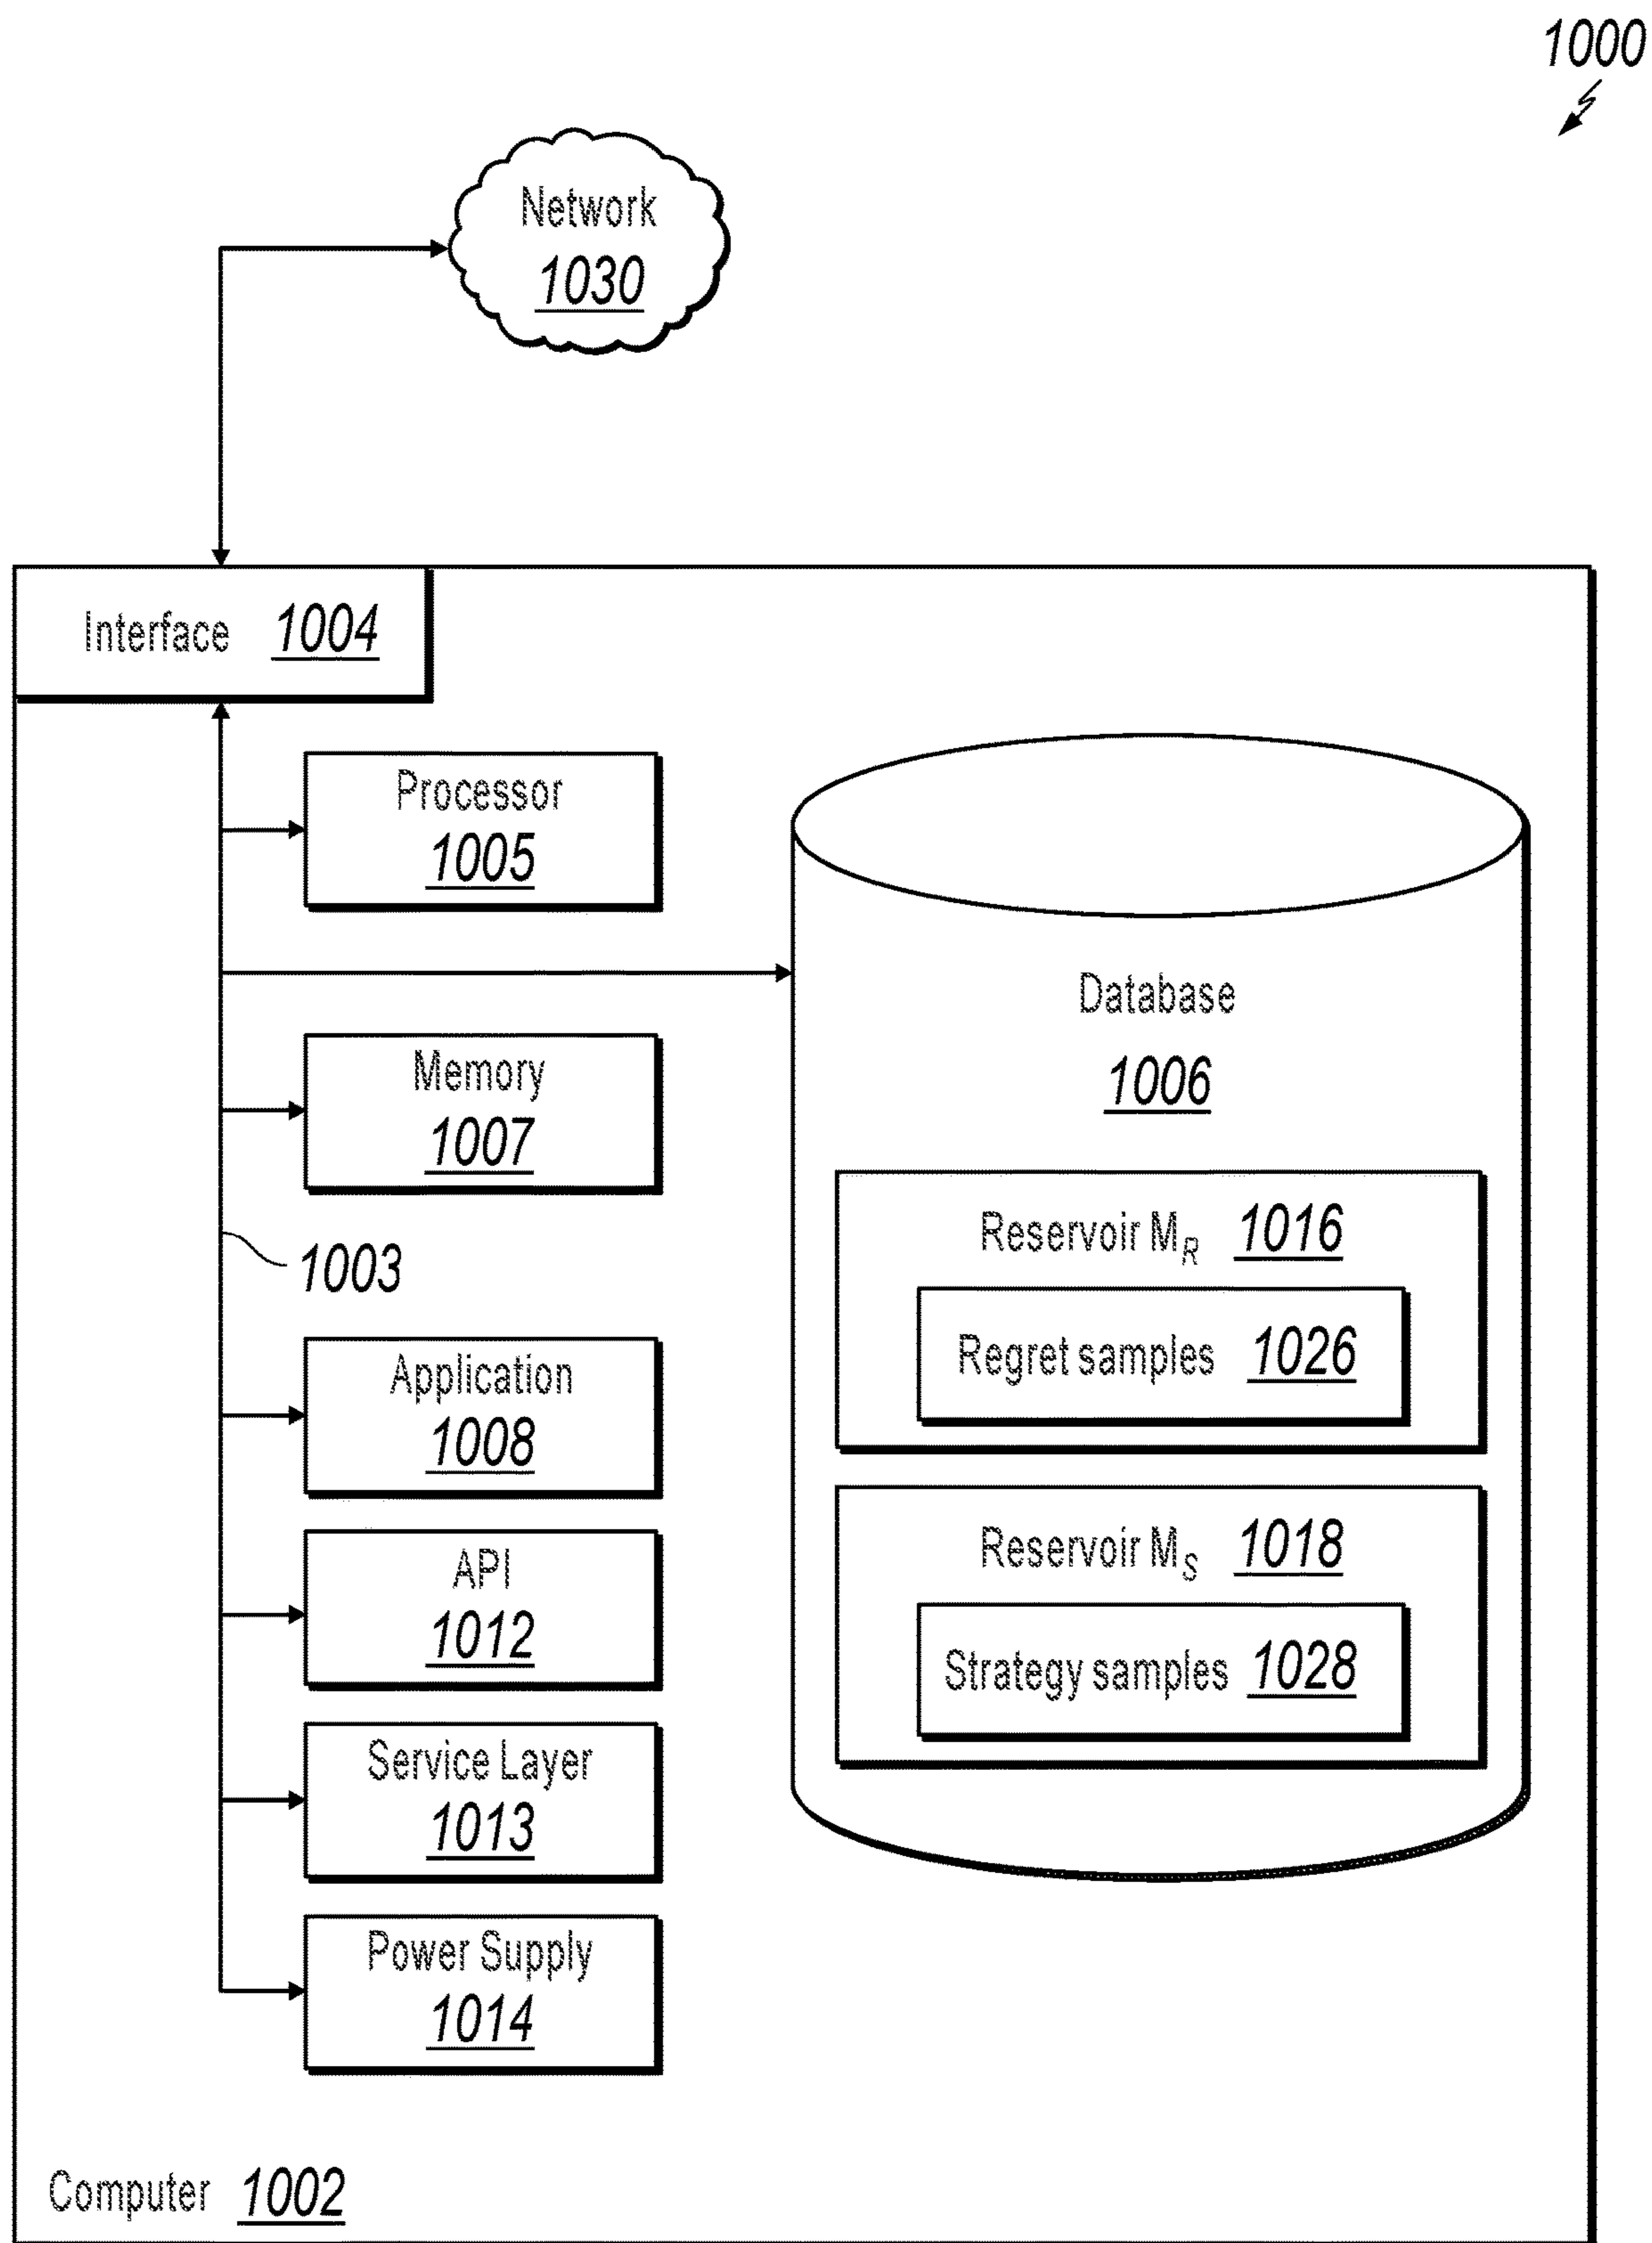 1000
Network
1030
Interface 1004
Processor
1005
Database
1006
Memory
1007
1003
Reservoir M_R 1016
Regret samples 1026
Application
1008
Reservoir M_S 1018
Strategy samples 1028
API
1012
Service Layer
1013
Power Supply
1014
Computer 1002